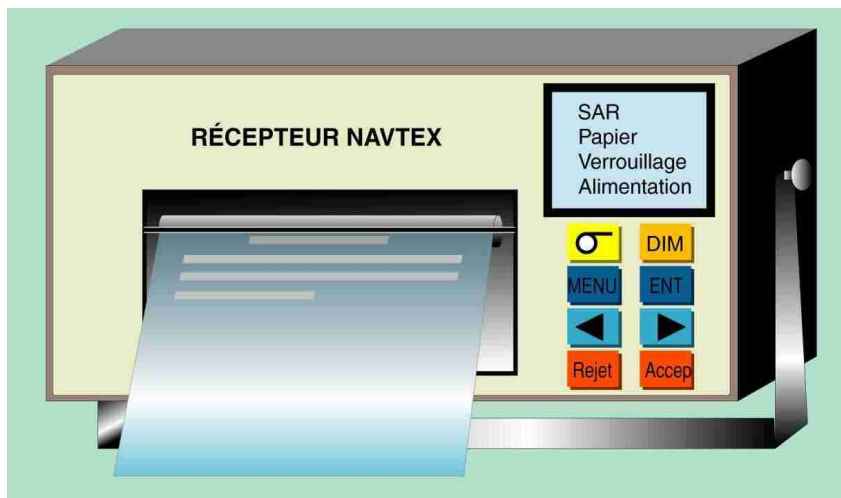 RÉCEPTEUR NAVTEX
SAR
Papier
Verrouillage
Alimentation
DIM
MENU ENT
Rejet Accep